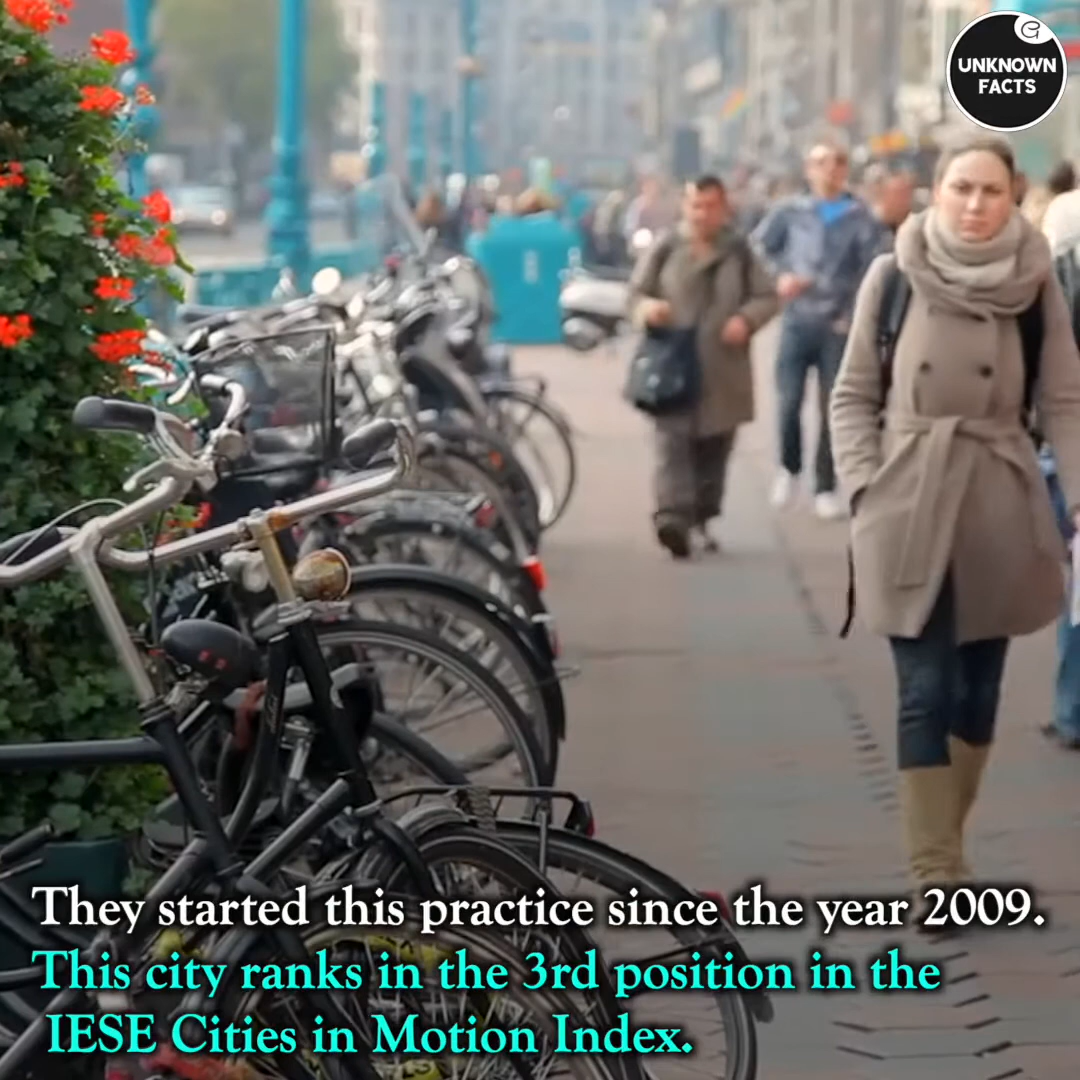 G
UNKNOWN
FACTS
They started this practice since the year 2009.
This city ranks in the 3rd position in the
IESE Cities in Motion Index.